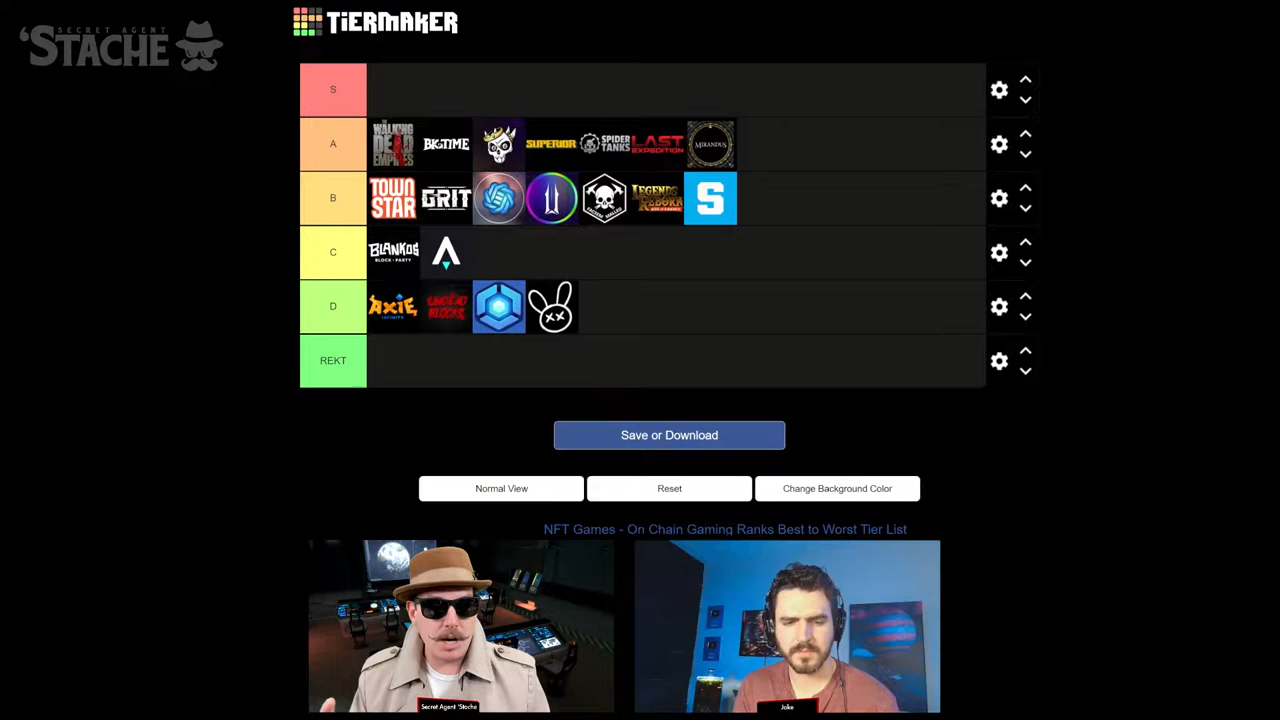 SECRET AGENT
'STACHE
TiERMAKER
S
A
THE WALKING DEAD EMPIRES
BIGTIME
SUPERIOR
SPIDER TANKS
LAST EXPEDITION
MIRANDUS
B
TOWN STAR
GRIT
LEGENDS REBORN
S
C
BLANKOS
BLOCK PARTY
D
AXIE
INFINITY
UNDEAD BLOCKS
REKT
Save or Download
Normal View
Reset
Change Background Color
NFT Games - On Chain Gaming Ranks Best to Worst Tier List
Secret Agent 'Stache
Jake